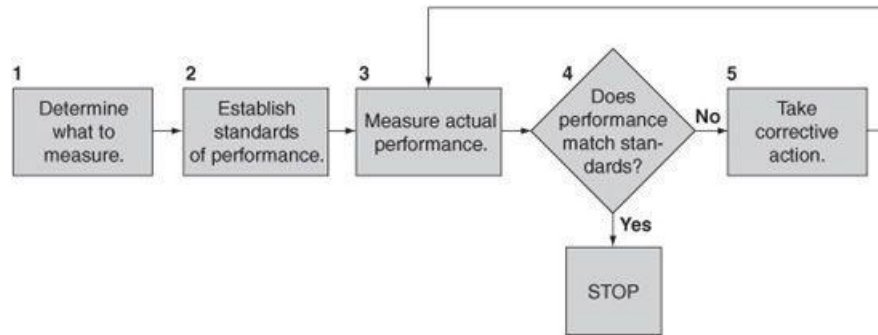 1
Determine
what to
measure.
2
Establish
standards
of performance.
3
Measure actual
performance.
4
Does
performance
match stan-
dards?
No
5
Take
corrective
action.
Yes
STOP